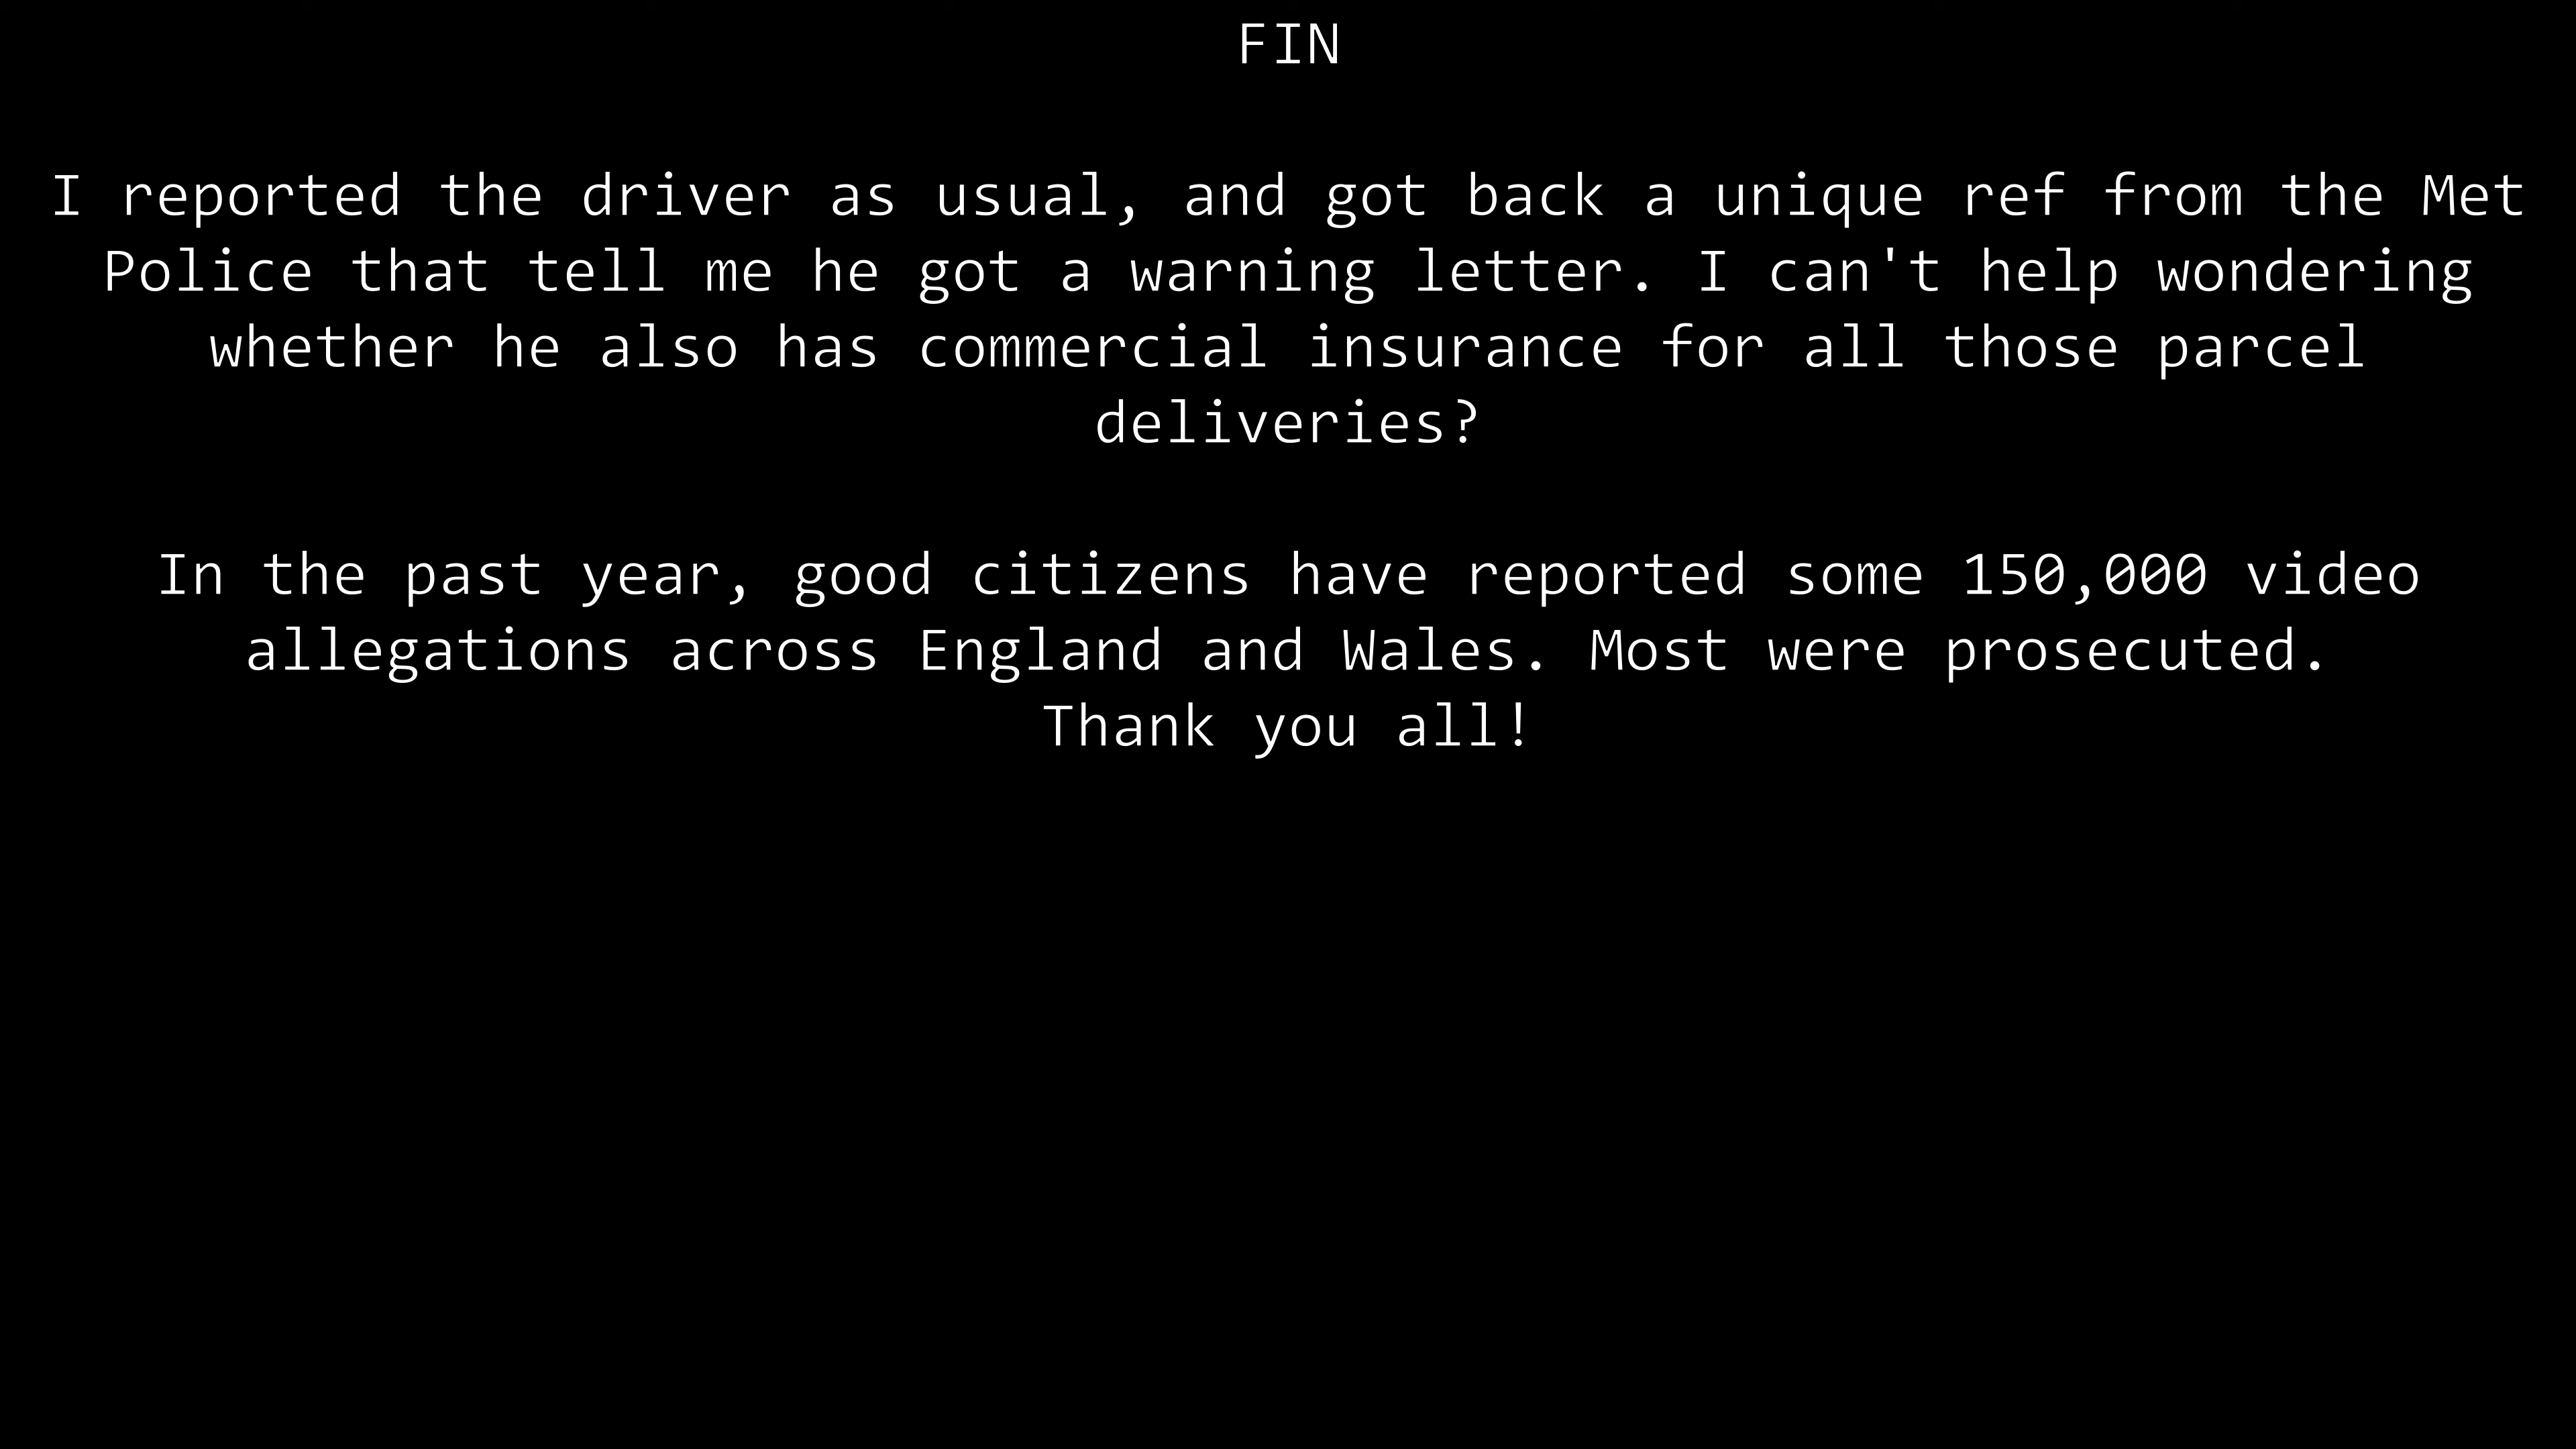 FIN
I reported the driver as usual, and got back a unique ref from the Met
Police that tell me he got a warning letter. I can't help wondering
whether he also has commercial insurance for all those parcel
deliveries?
In the past year, good citizens have reported some 150,000 video
allegations across England and Wales. Most were prosecuted.
Thank you all!